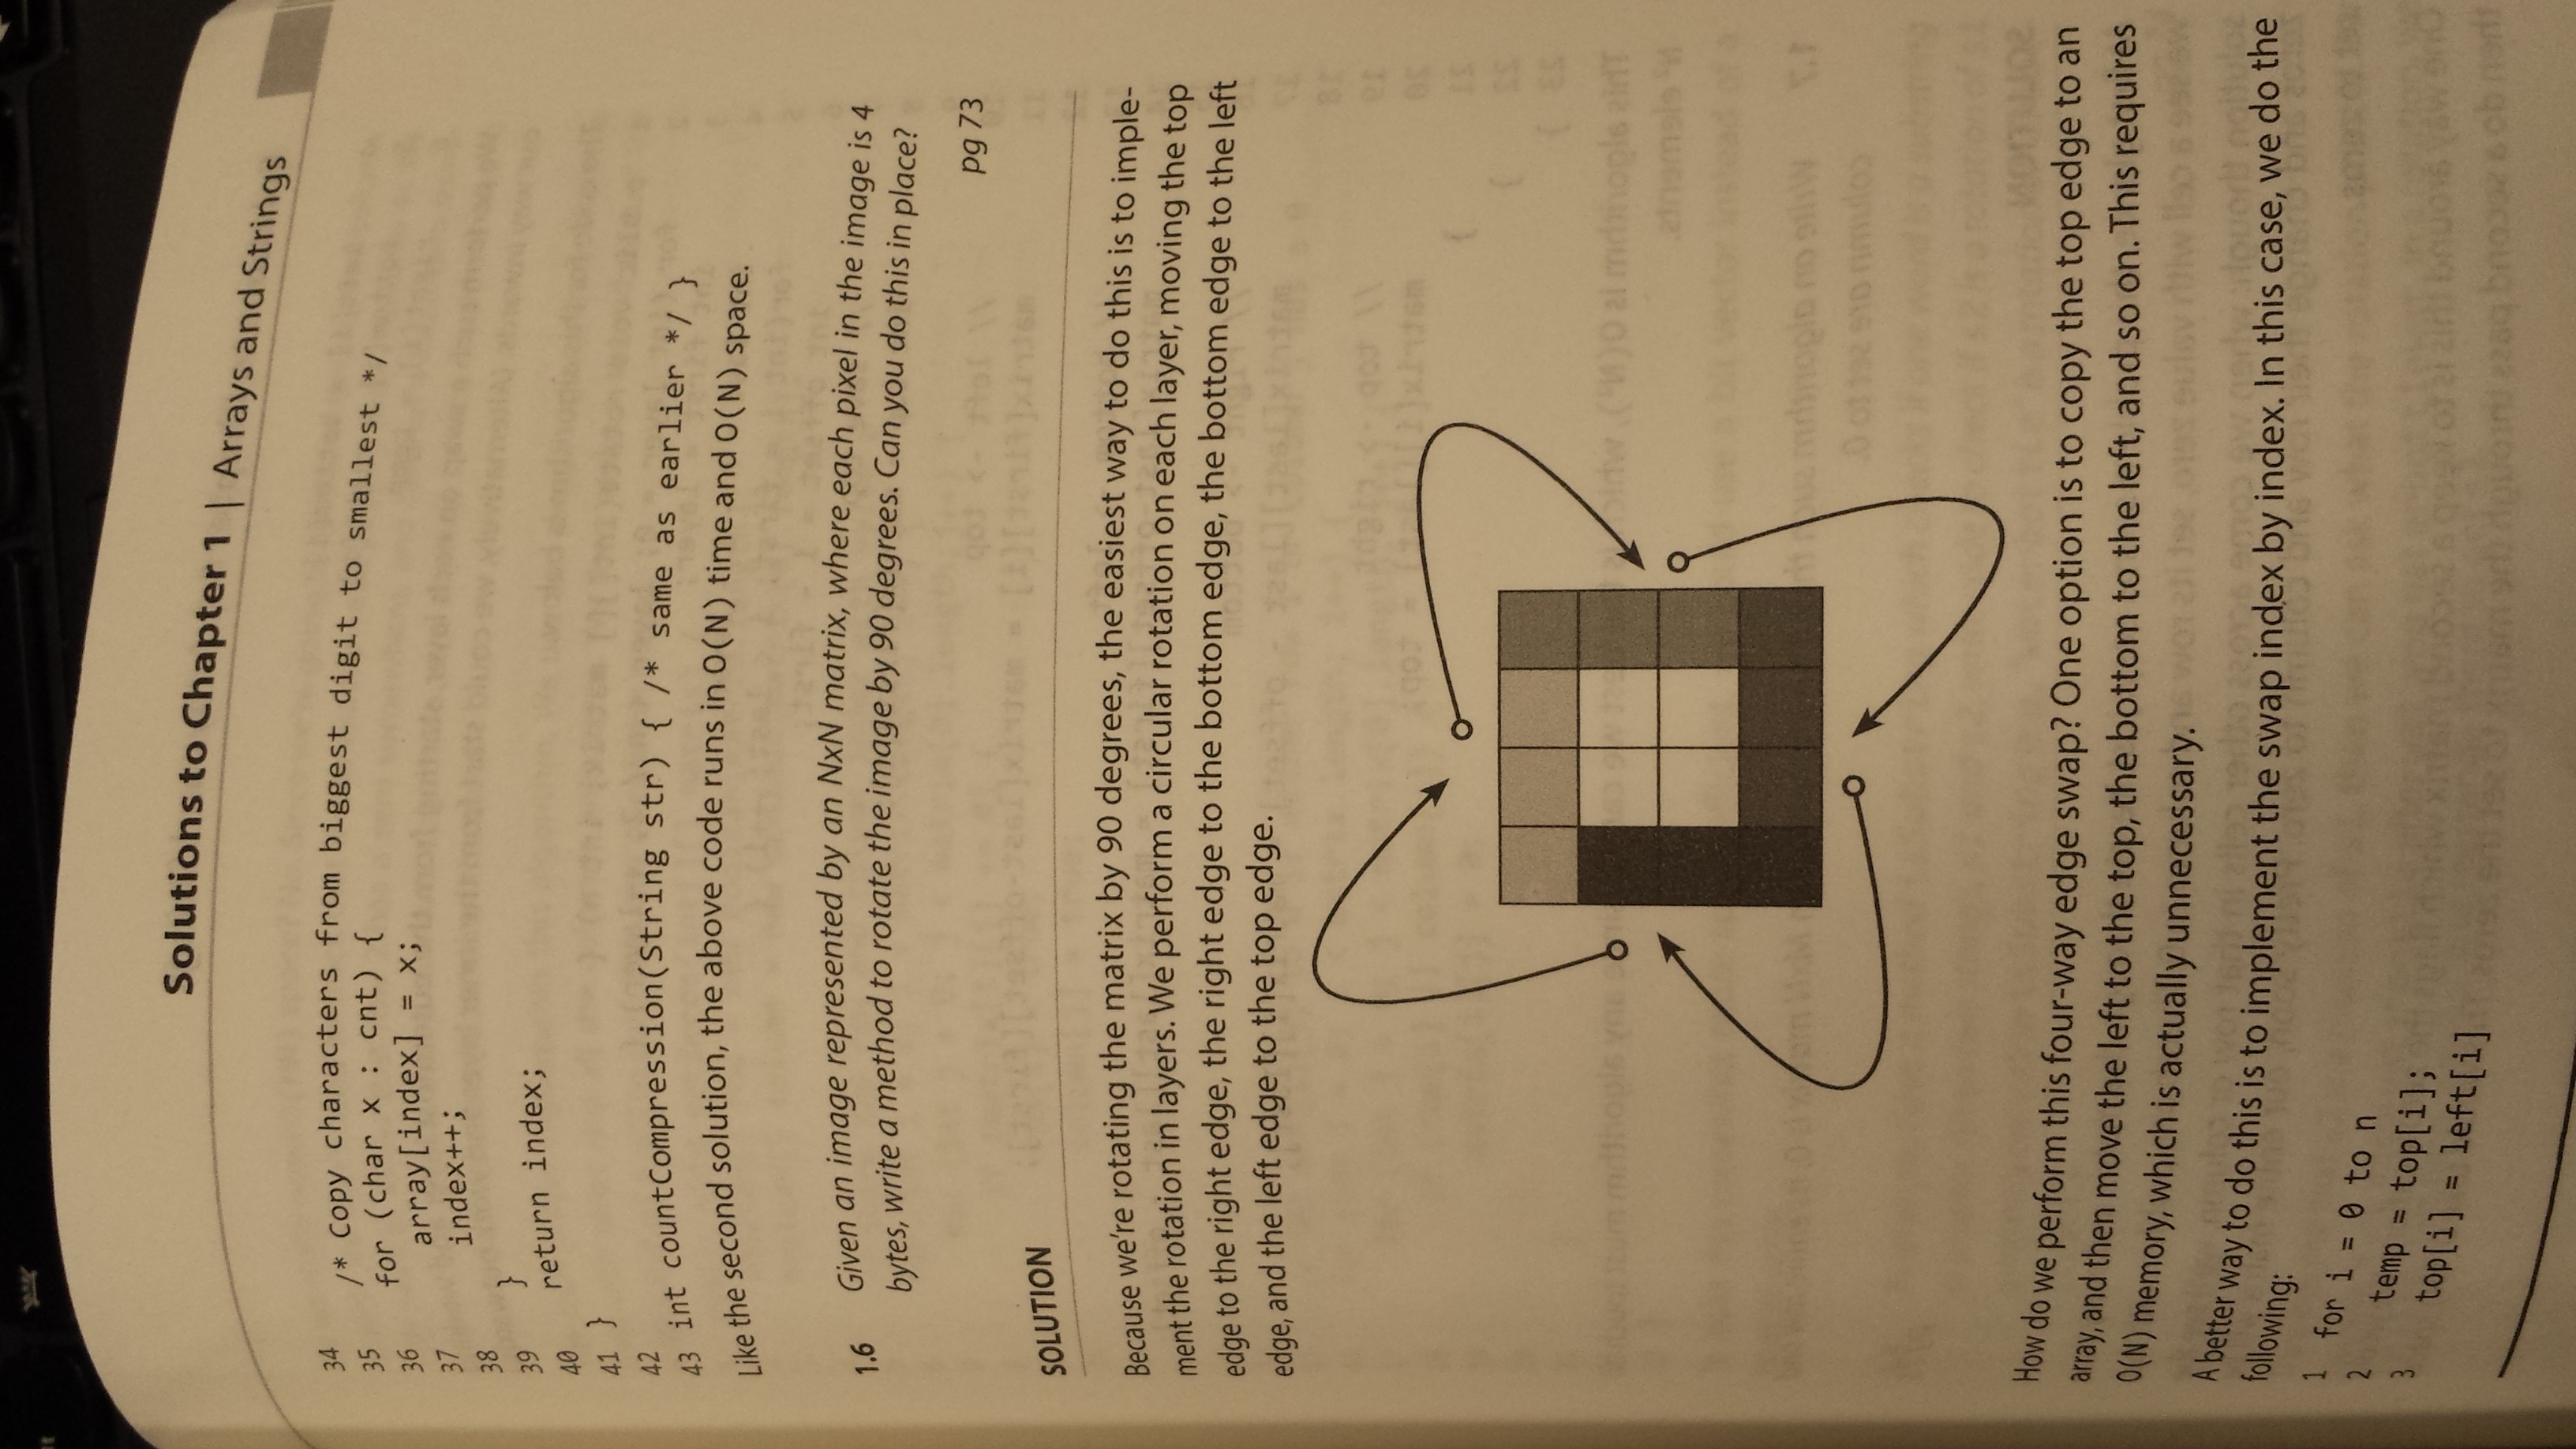 Solutions to Chapter 1 | Arrays and Strings
34 /* Copy characters from biggest digit to smallest */
35 for (char x : cnt) {
36 array[index] = x;
37 index++;
38 }
39 return index;
40
41 }
42
43 int countCompression(String str) { /* same as earlier */ }
Like the second solution, the above code runs in O(N) time and O(N) space.
1.6 Given an image represented by an NxN matrix, where each pixel in the image is 4
bytes, write a method to rotate the image by 90 degrees. Can you do this in place?
pg 73
SOLUTION
Because we're rotating the matrix by 90 degrees, the easiest way to do this is to imple-
ment the rotation in layers. We perform a circular rotation on each layer, moving the top
edge to the right edge, the right edge to the bottom edge, the bottom edge to the left
edge, and the left edge to the top edge.
How do we perform this four-way edge swap? One option is to copy the top edge to an
array, and then move the left to the top, the bottom to the left, and so on. This requires
O(N) memory, which is actually unnecessary.
A better way to do this is to implement the swap index by index. In this case, we do the
following:
1 for i = 0 to n
2 temp = top[i];
3 top[i] = left[i]